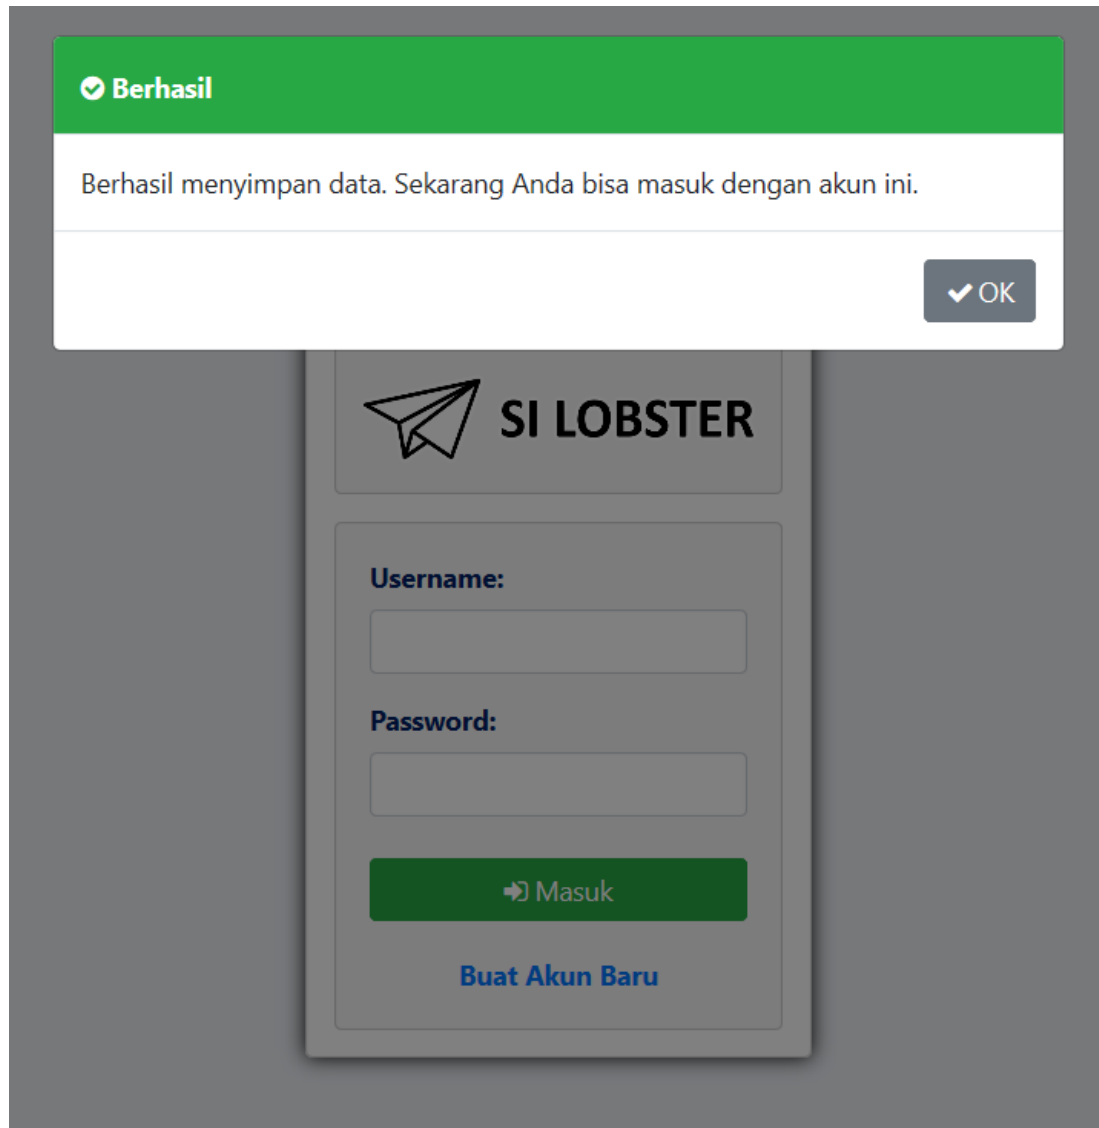 Berhasil
Berhasil menyimpan data. Sekarang Anda bisa masuk dengan akun ini.
OK
SI LOBSTER
Username:
Password:
Masuk
Buat Akun Baru